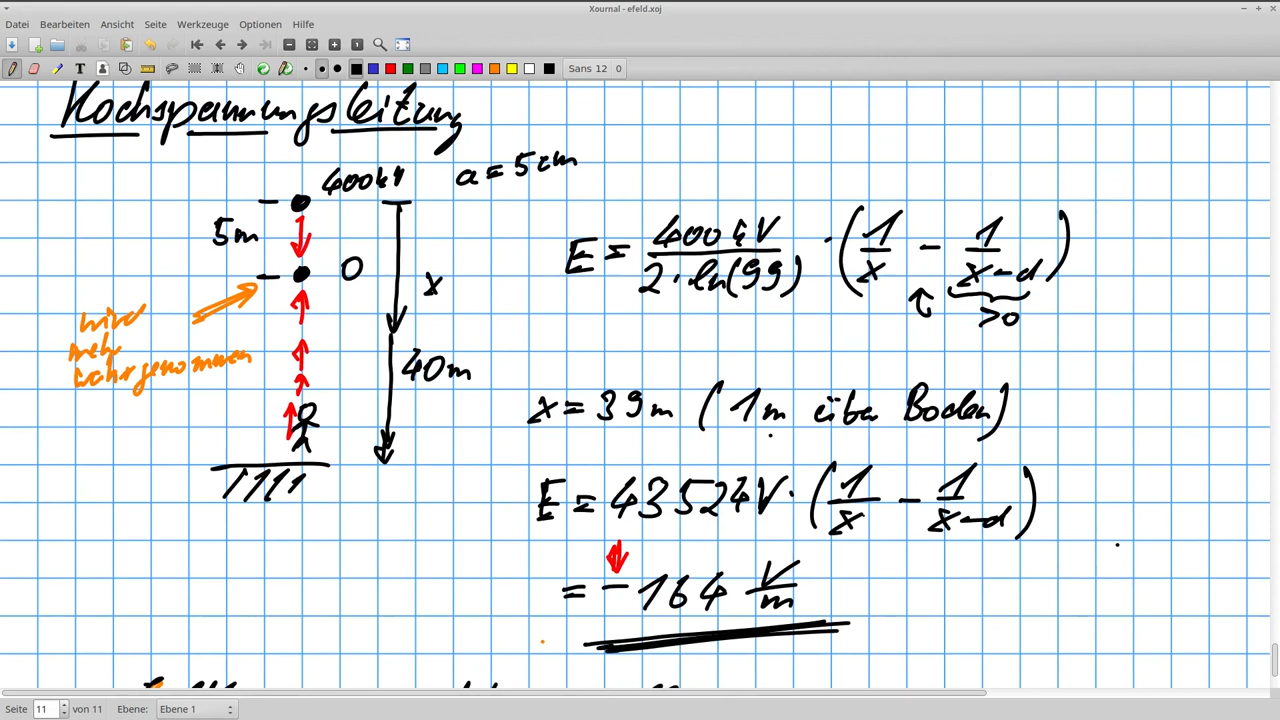 Xournal - efeld.xoj
Datei Bearbeiten Ansicht Seite Werkzeuge Optionen Hilfe
Sans 12 0
Hochspannungsleitung
400kV a = 5cm
5m
0
x
E = 400kV / (2·ln(99)) · (1/x - 1/(x-d))
>0
wird
mehr
wahrgenommen
40m
x = 39m (1m über Boden)
E = 43524V · (1/x - 1/(x-d))
= -164 V/m
Seite 11 von 11 Ebene: Ebene 1